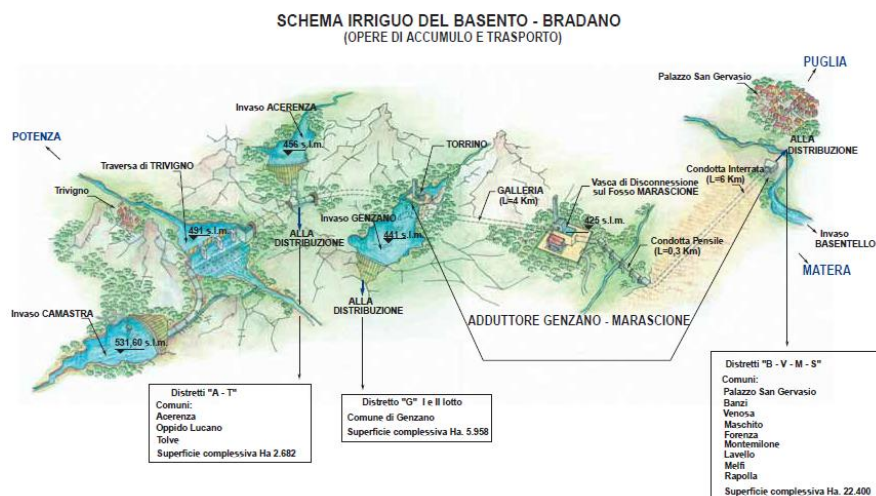 SCHEMA IRRIGUO DEL BASENTO - BRADANO
(OPERE DI ACCUMULO E TRASPORTO)
PUGLIA
Palazzo San Gervasio
Invaso ACERENZA
POTENZA
456 s.l.m.
TORRINO
ALLA
DISTRIBUZIONE
Traversa di TRIVIGNO
Condotta Interrata
(L=6 Km)
Vasca di Disconnessione
sul Fosso MARASCIONE
Trivigno
GALLERIA
(L=4 Km)
Invaso GENZANO
425 s.l.m.
491 s.l.m.
441 s.l.m.
ALLA
DISTRIBUZIONE
Invaso
BASENTELLO
Condotta Pensile
(L=0,3 Km)
MATERA
ALLA
DISTRIBUZIONE
Invaso CAMASTRA
ADDUTTORE GENZANO - MARASCIONE
531,60 s.l.m.
Distretti "A - T"
Comuni:
Acerenza
Oppido Lucano
Tolve
Superficie complessiva Ha 2.682
Distretto "G" I e II lotto
Comune di Genzano
Superficie complessiva Ha. 5.958
Distretti "B - V - M - S"
Comuni:
Palazzo San Gervasio
Banzi
Venosa
Maschito
Forenza
Montemilone
Lavello
Melfi
Rapolla
Superficie complessiva Ha. 22.400